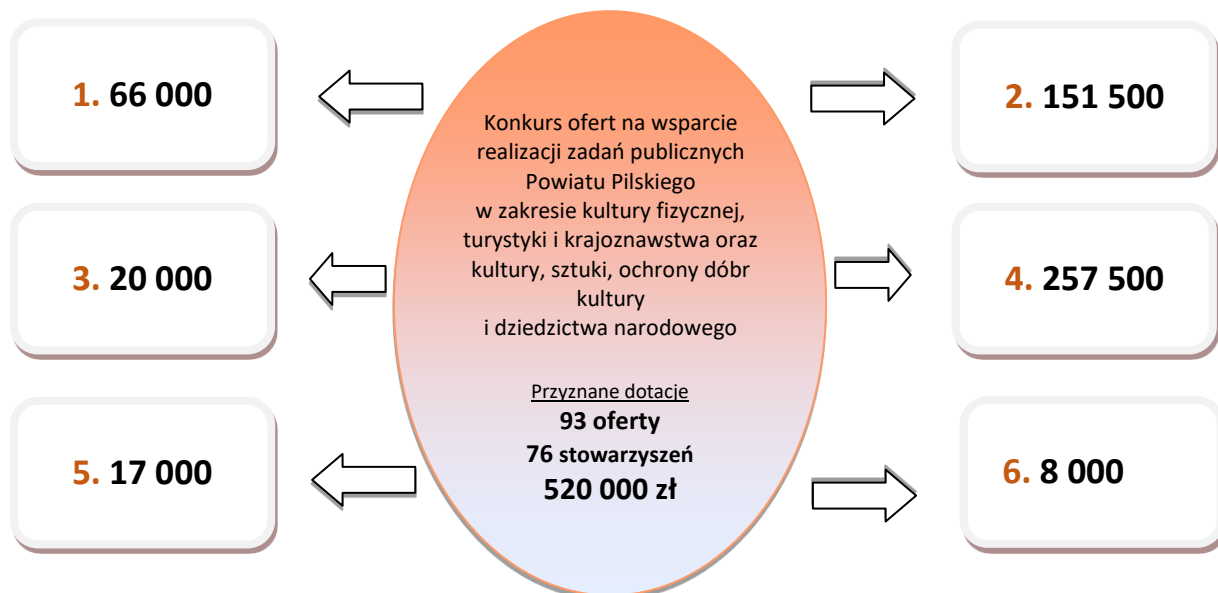 1. 66 000
2. 151 500
3. 20 000
4. 257 500
5. 17 000
6. 8 000
Konkurs ofert na wsparcie
realizacji zadań publicznych
Powiatu Pilskiego
w zakresie kultury fizycznej,
turystyki i krajoznawstwa oraz
kultury, sztuki, ochrony dóbr
kultury
i dziedzictwa narodowego
Przyznane dotacje
93 oferty
76 stowarzyszeń
520 000 zł